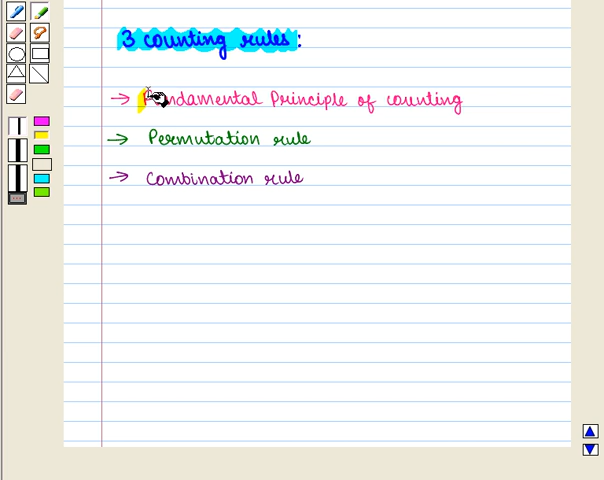 3 counting rules:
→ Fundamental Principle of counting
→ Permutation rule
→ Combination rule